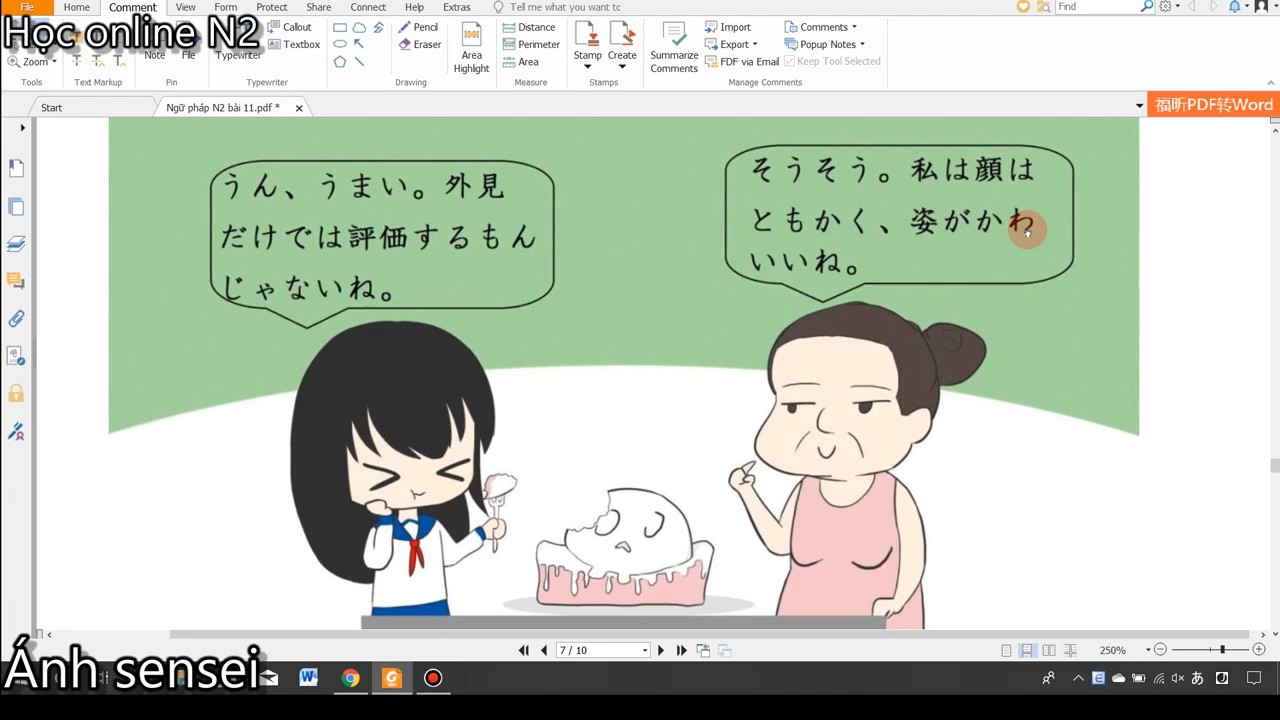 File Home Comment View Form Protect Share Connect Help Extras Tell me what you want to Find
Học online N2
Callout
Textbox
Pencil
Eraser
Distance
Perimeter
Area
Import
Export
FDF via Email
Comments
Popup Notes
Keep Tool Selected
Zoom
Note
File
Typewriter
Area
Highlight
Stamp
Create
Summarize
Comments
Tools Text Markup Pin Typewriter Drawing Measure Stamps Manage Comments
Start
Ngữ pháp N2 bài 11.pdf *
福昕PDF转Word
うん、うまい。外見
だけでは評価するもん
じゃないね。
そうそう。私は顔は
ともかく、姿がかわ
いいね。
7 / 10
250%
Ánh sensei